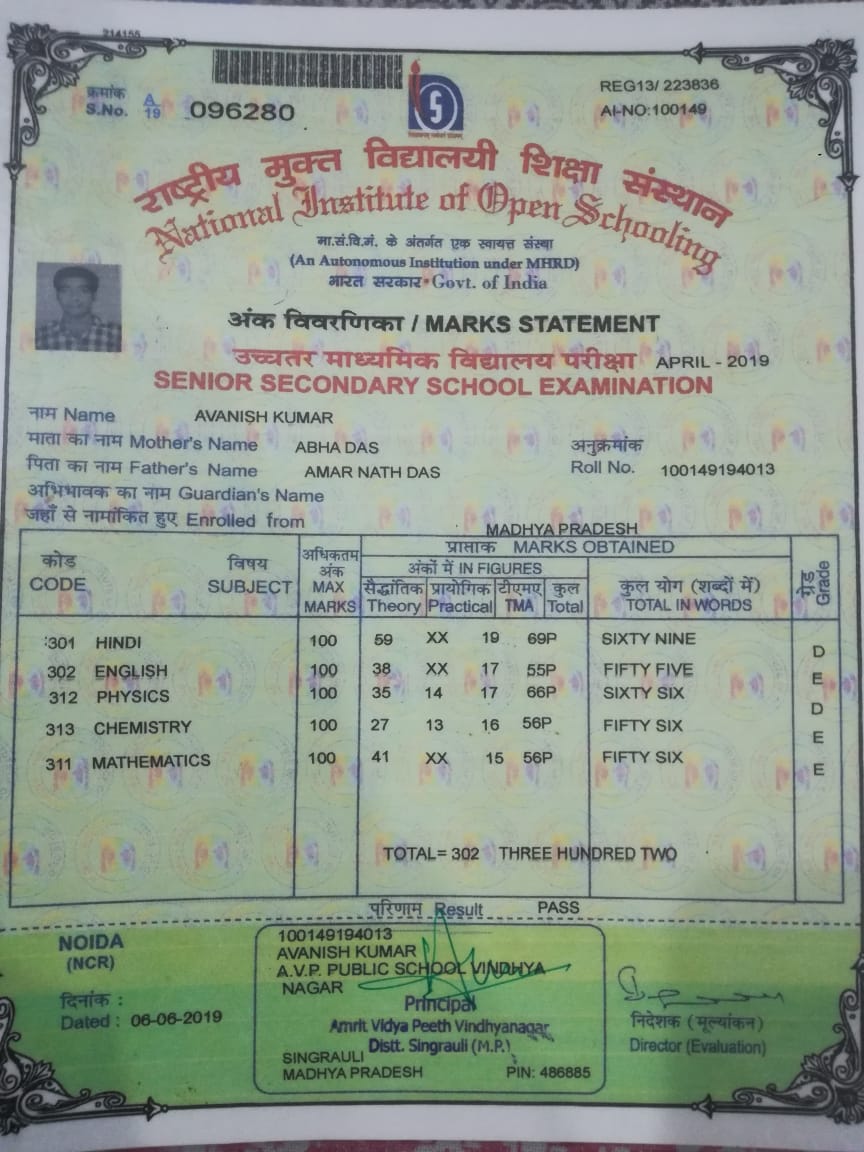 214155
क्रमांक
S.No. A/19 096280
REG13/ 223836
AI-NO:100149
राष्ट्रीय मुक्त विद्यालयी शिक्षा संस्थान
National Institute of Open Schooling
मा.सं.वि.मं. के अंतर्गत एक स्वायत्त संस्था
(An Autonomous Institution under MHRD)
भारत सरकार•Govt. of India
अंक विवरणिका / MARKS STATEMENT
उच्चतर माध्यमिक विद्यालय परीक्षा APRIL - 2019
SENIOR SECONDARY SCHOOL EXAMINATION
नाम Name AVANISH KUMAR
माता का नाम Mother's Name ABHA DAS अनुक्रमांक
पिता का नाम Father's Name AMAR NATH DAS Roll No. 100149194013
अभिभावक का नाम Guardian's Name
जहाँ से नामांकित हुए Enrolled from MADHYA PRADESH
कोड CODE विषय SUBJECT अधिकतम अंक MAX MARKS प्राप्तांक MARKS OBTAINED ग्रेड Grade
अंकों में IN FIGURES कुल योग (शब्दों में) TOTAL IN WORDS
सैद्धांतिक Theory प्रायोगिक Practical टीएमए TMA कुल Total
301 HINDI 100 59 XX 19 69P SIXTY NINE D
302 ENGLISH 100 38 XX 17 55P FIFTY FIVE E
312 PHYSICS 100 35 14 17 66P SIXTY SIX D
313 CHEMISTRY 100 27 13 16 56P FIFTY SIX E
311 MATHEMATICS 100 41 XX 15 56P FIFTY SIX E
TOTAL= 302 THREE HUNDRED TWO
परिणाम Result PASS
NOIDA
(NCR)
दिनांक :
Dated : 06-06-2019
100149194013
AVANISH KUMAR
A.V.P. PUBLIC SCHOOL VINDHYA
NAGAR
Principal
Amrit Vidya Peeth Vindhyanagar
Distt. Singrauli (M.P.)
SINGRAULI
MADHYA PRADESH PIN: 486885
निदेशक (मूल्यांकन)
Director (Evaluation)